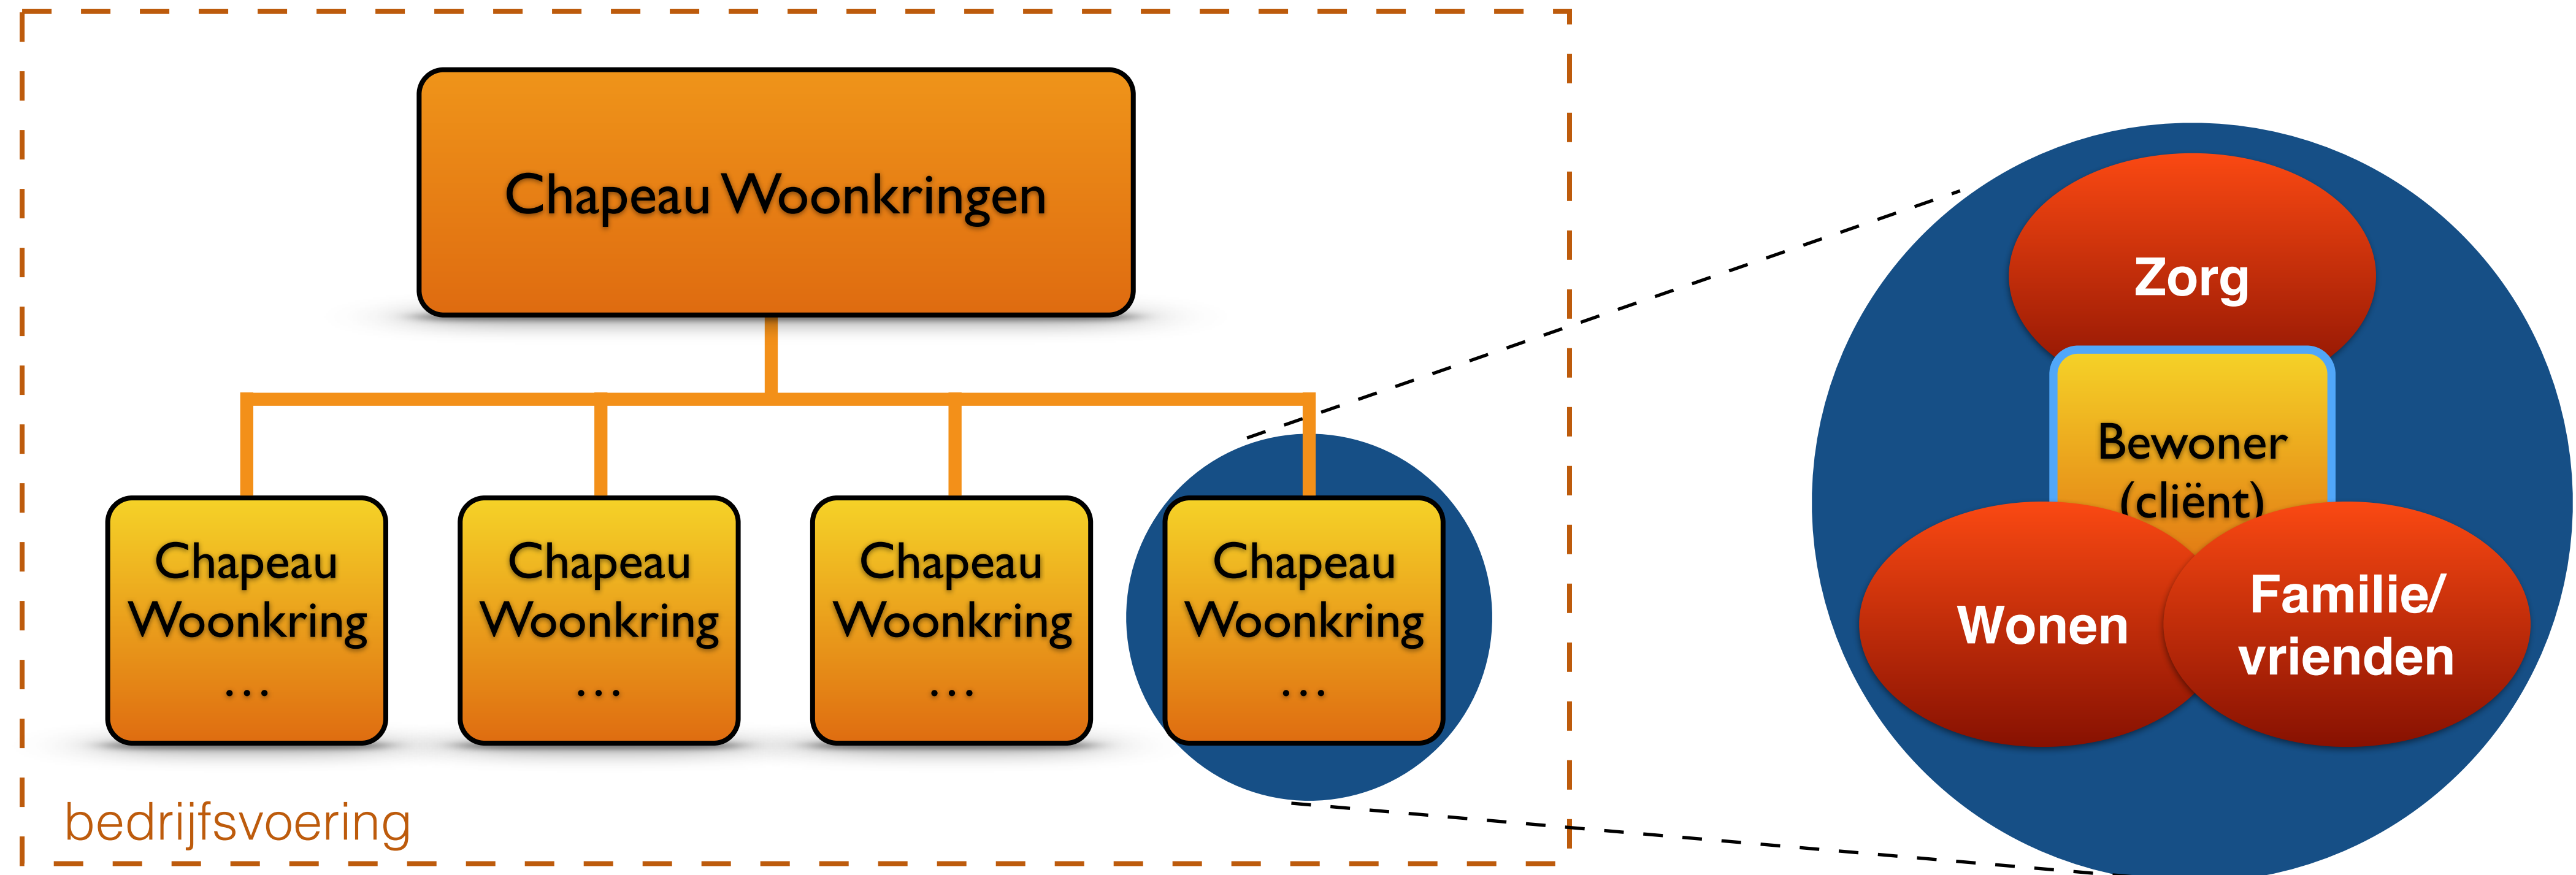 Chapeau Woonkringen
Chapeau
Woonkring
...
Chapeau
Woonkring
...
Chapeau
Woonkring
...
Chapeau
Woonkring
...
bedrijfsvoering
Zorg
Bewoner
(cliënt)
Wonen
Familie/
vrienden